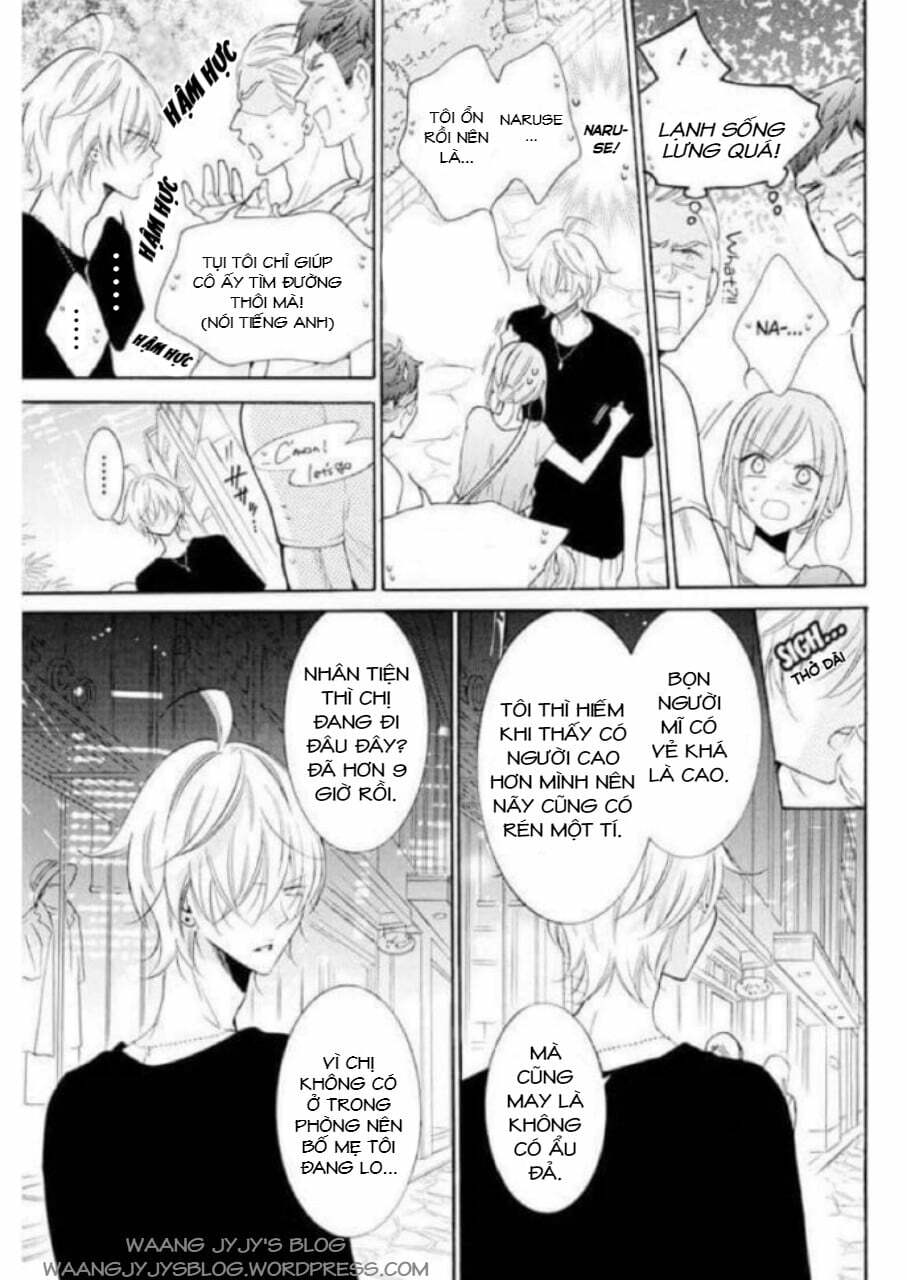 !
LẠNH SỐNG
LƯNG QUÁ!
What?!!
NA-...
NARU-
SE!
NARUSE
...
TÔI ỔN
RỒI NÊN
LÀ...
HẬM HỰC
HẬM HỰC
HẬM HỰC
TỤI TÔI CHỈ GIÚP
CÔ ẤY TÌM ĐƯỜNG
THÔI MÀ!
(NÓI TIẾNG ANH)
......
C'mon!
let's go
......
SIGH...
THỞ DÀI
BỌN
NGƯỜI
MĨ CÓ
VẺ KHÁ
LÀ CAO.
TÔI THÌ HIẾM
KHI THẤY CÓ
NGƯỜI CAO
HƠN MÌNH NÊN
NÃY CŨNG CÓ
RÉN MỘT TÍ.
MÀ
CŨNG
MAY LÀ
KHÔNG
CÓ ẨU
ĐẢ.
NHÂN TIỆN
THÌ CHỊ
ĐANG ĐI
ĐÂU ĐÂY?
ĐÃ HƠN 9
GIỜ RỒI.
VÌ CHỊ
KHÔNG CÓ
Ở TRONG
PHÒNG NÊN
BỐ MẸ TÔI
ĐANG LO...
WAANG JYJY'S BLOG
WAANGJYJYSBLOG.WORDPRESS.COM